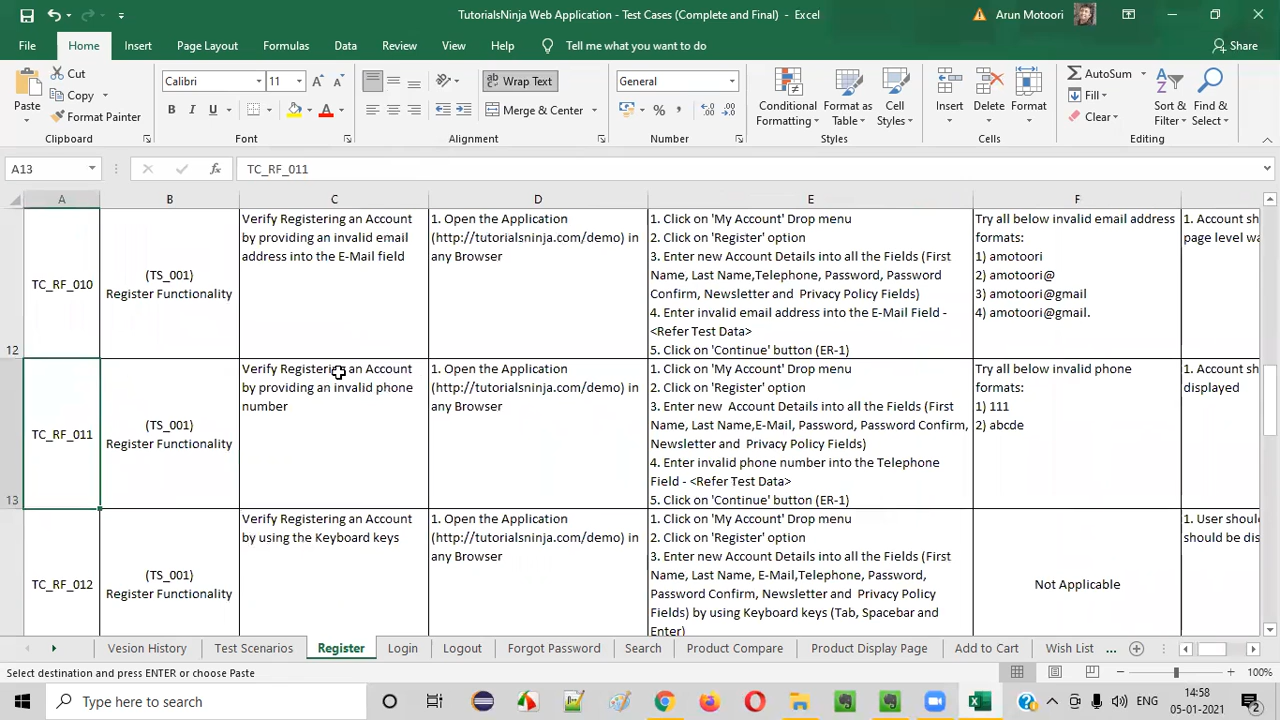 TutorialsNinja Web Application - Test Cases (Complete and Final) - Excel
Arun Motoori
File
Home
Insert
Page Layout
Formulas
Data
Review
View
Help
Tell me what you want to do
Share
Paste
Cut
Copy
Format Painter
Clipboard
Calibri
11
B
I
U
Font
Wrap Text
Merge & Center
Alignment
General
Number
Conditional
Formatting
Format as
Table
Cell
Styles
Styles
Insert
Delete
Format
Cells
AutoSum
Fill
Clear
Sort &
Filter
Find &
Select
Editing
A13
fx
TC_RF_011
A
B
C
D
E
F
12
TC_RF_010
(TS_001)
Register Functionality
Verify Registering an Account
by providing an invalid email
address into the E-Mail field
1. Open the Application
(http://tutorialsninja.com/demo) in
any Browser
1. Click on 'My Account' Drop menu
2. Click on 'Register' option
3. Enter new Account Details into all the Fields (First
Name, Last Name,Telephone, Password, Password
Confirm, Newsletter and  Privacy Policy Fields)
4. Enter invalid email address into the E-Mail Field -
<Refer Test Data>
5. Click on 'Continue' button (ER-1)
Try all below invalid email address
formats:
1) amotoori
2) amotoori@
3) amotoori@gmail
4) amotoori@gmail.
1. Account sh
page level wa
13
TC_RF_011
(TS_001)
Register Functionality
Verify Registering an Account
by providing an invalid phone
number
1. Open the Application
(http://tutorialsninja.com/demo) in
any Browser
1. Click on 'My Account' Drop menu
2. Click on 'Register' option
3. Enter new  Account Details into all the Fields (First
Name, Last Name,E-Mail, Password, Password Confirm,
Newsletter and  Privacy Policy Fields)
4. Enter invalid phone number into the Telephone
Field - <Refer Test Data>
5. Click on 'Continue' button (ER-1)
Try all below invalid phone
formats:
1) 111
2) abcde
1. Account sh
displayed
TC_RF_012
(TS_001)
Register Functionality
Verify Registering an Account
by using the Keyboard keys
1. Open the Application
(http://tutorialsninja.com/demo) in
any Browser
1. Click on 'My Account' Drop menu
2. Click on 'Register' option
3. Enter new Account Details into all the Fields (First
Name, Last Name, E-Mail,Telephone, Password,
Password Confirm, Newsletter and  Privacy Policy
Fields) by using Keyboard keys (Tab, Spacebar and
Enter)
Not Applicable
1. User shoul
should be dis
Vesion History
Test Scenarios
Register
Login
Logout
Forgot Password
Search
Product Compare
Product Display Page
Add to Cart
Wish List
...
Select destination and press ENTER or choose Paste
100%
Type here to search
ENG
14:58
05-01-2021
2